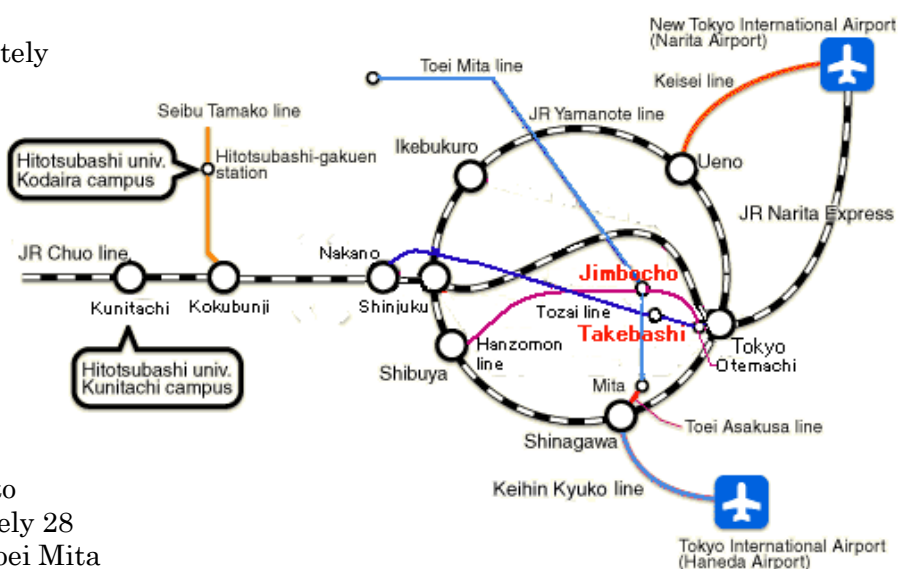 tely
New Tokyo International Airport
(Narita Airport)
Toei Mita line
Keisei line
Seibu Tamako line
JR Yamanote line
Ikebukuro
Hitotsubashi univ.
Kodaira campus
Hitotsubashi-gakuen
station
Ueno
JR Narita Express
JR Chuo line
Nakano
Jimbocho
Kunitachi
Kokubunji
Shinjuku
Tozai line
Takebashi
Hanzomon
line
Tokyo
Otemachi
Hitotsubashi univ.
Kunitachi campus
Shibuya
Mita
Toei Asakusa line
Shinagawa
Keihin Kyuko line
to
ely 28
oei Mita
Tokyo International Airport
(Haneda Airport)